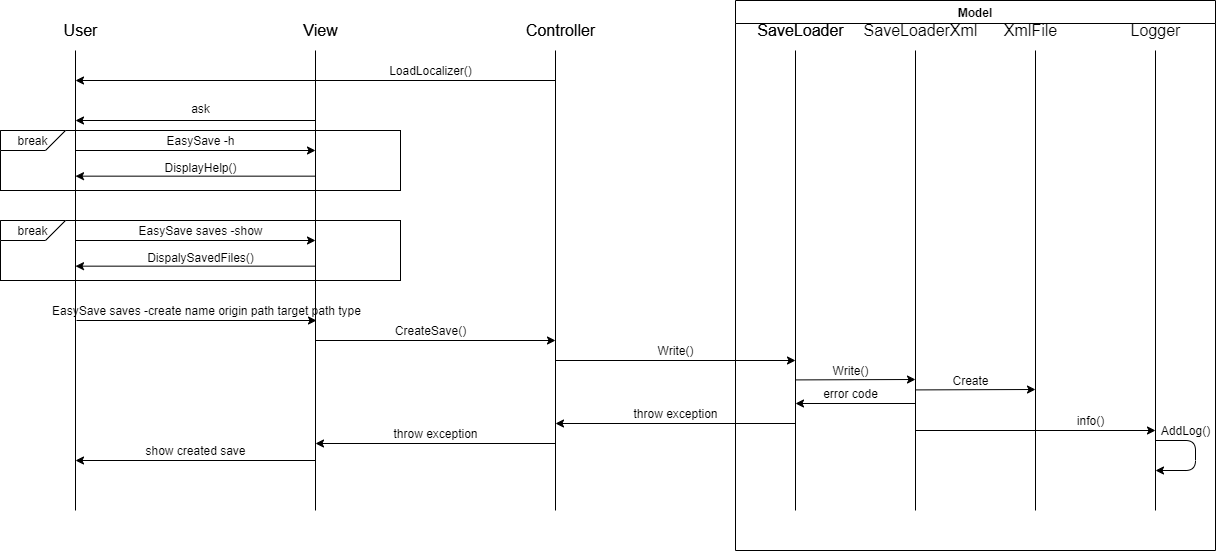 Model
User
View
Controller
SaveLoader
SaveLoaderXml
XmlFile
Logger
LoadLocalizer()
ask
break
EasySave -h
DisplayHelp()
break
EasySave saves -show
DispalySavedFiles()
EasySave saves -create name origin path target path type
CreateSave()
Write()
Write()
Create
error code
throw exception
info()
AddLog()
throw exception
show created save